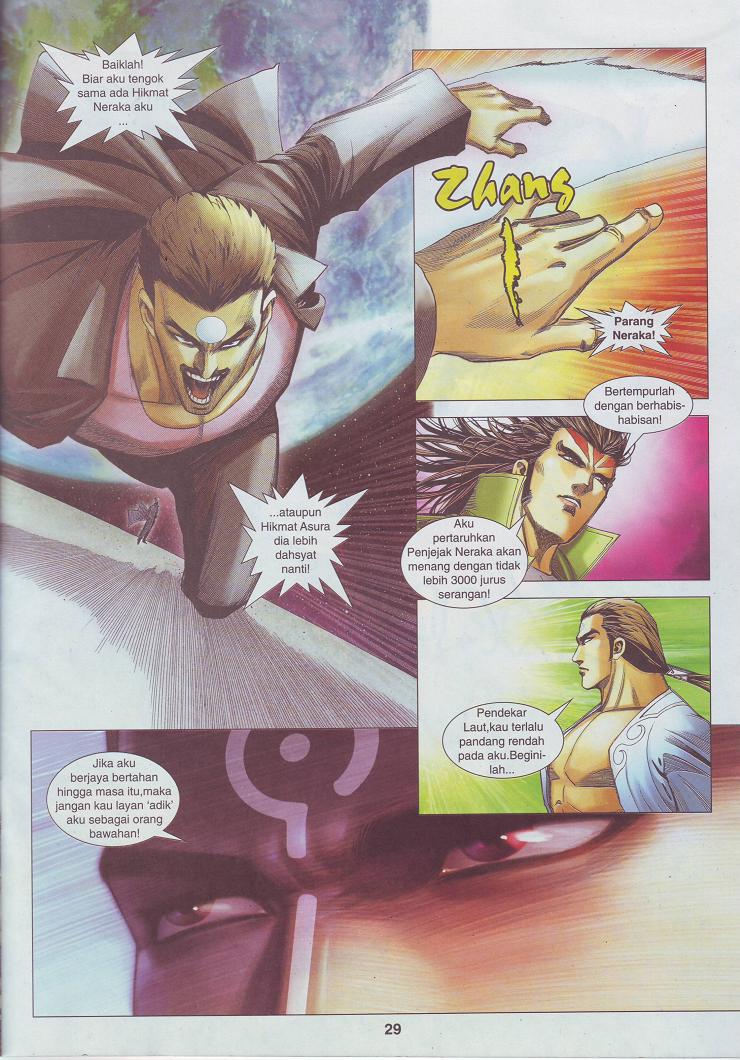 Baiklah!
Biar aku tengok
sama ada Hikmat
Neraka aku
...
...ataupun
Hikmat Asura
dia lebih
dahsyat
nanti!
Zhang
Parang
Neraka!
Bertempurlah
dengan berhabis-
habisan!
Aku
pertaruhkan
Penjejak Neraka akan
menang dengan tidak
lebih 3000 jurus
serangan!
Pendekar
Laut,kau terlalu
pandang rendah
pada aku.Begini-
lah...
Jika aku
berjaya bertahan
hingga masa itu,maka
jangan kau layan 'adik'
aku sebagai orang
bawahan!
29